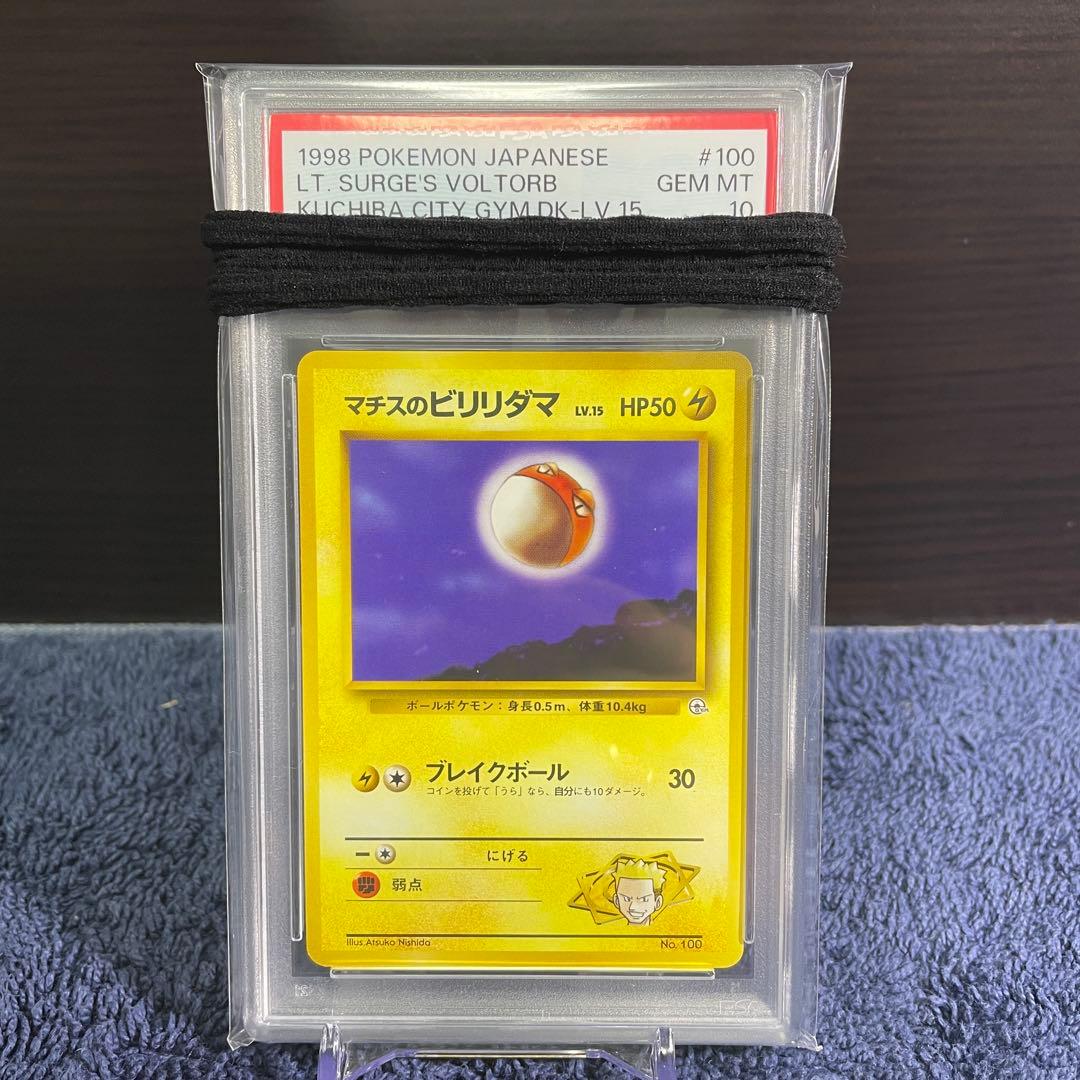 1998 POKEMON JAPANESE #100
LT. SURGE'S VOLTORB GEM MT
KUCHIBA CITY GYM DK-LV.15 10
マチスのビリリダマ LV.15 HP50
ボールポケモン：身長0.5m、体重10.4kg
ブレイクボール 30
コインを投げて「うら」なら、自分にも10ダメージ。
ー にげる
弱点
Illus.Atsuko Nishida No. 100